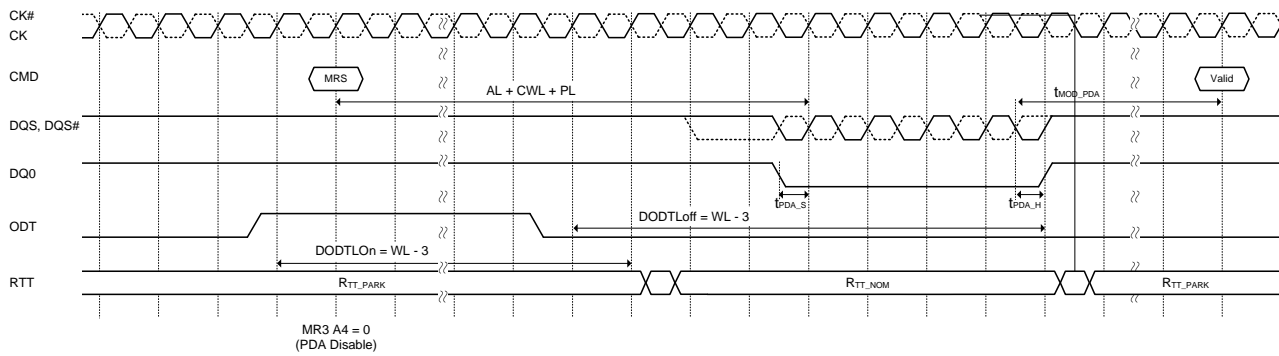 CK#
CK
CMD
MRS
Valid
AL + CWL + PL
tMOD_PDA
DQS, DQS#
DQ0
tPDA_S
tPDA_H
ODT
DODTLoff = WL - 3
DODTLOn = WL - 3
RTT
RTT_PARK
RTT_NOM
RTT_PARK
MR3 A4 = 0
(PDA Disable)